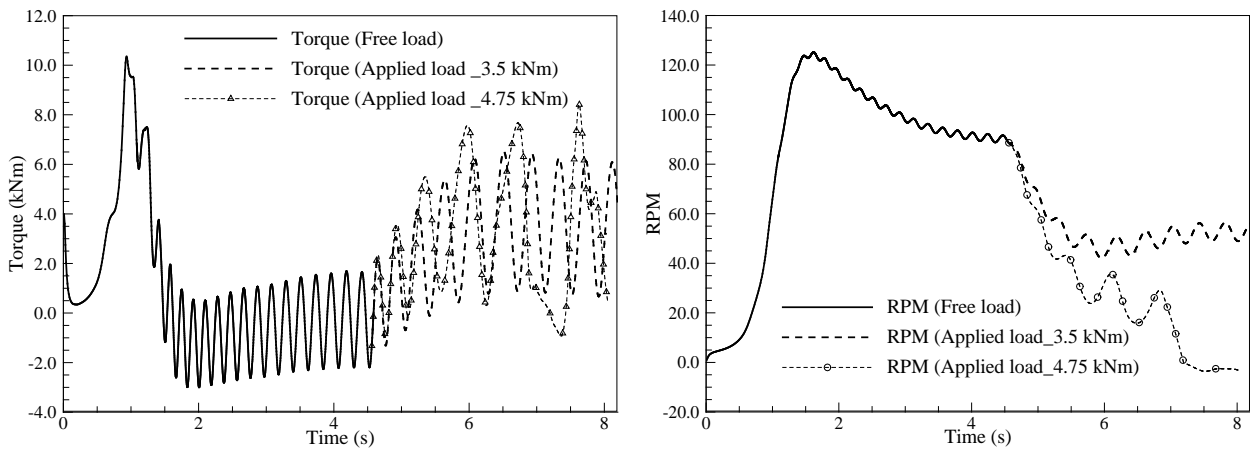 12.0
10.0
8.0
6.0
4.0
2.0
0.0
-2.0
-4.0
Torque (kNm)
Torque (Free load)
Torque (Applied load _3.5 kNm)
Torque (Applied load _4.75 kNm)
0 2 4 6 8
Time (s)
140.0
120.0
100.0
80.0
60.0
40.0
20.0
0.0
-20.0
RPM
RPM (Free load)
RPM (Applied load_3.5 kNm)
RPM (Applied load_4.75 kNm)
0 2 4 6 8
Time (s)